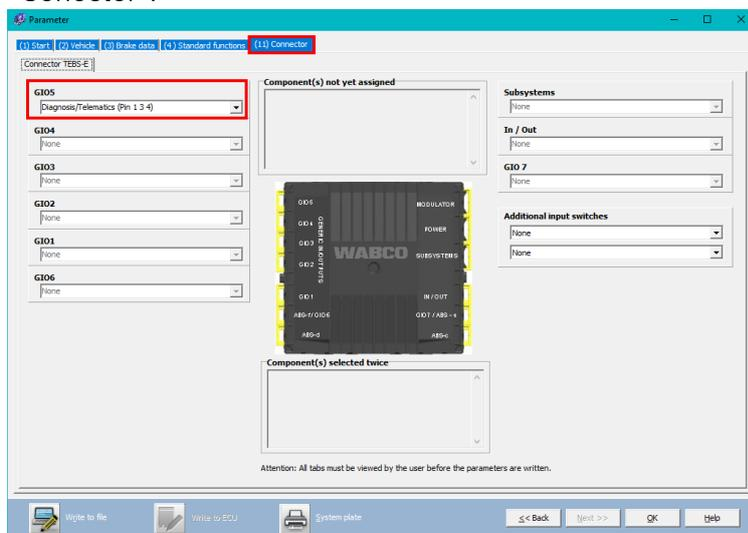 Parameter
(1) Start (2) Vehicle (3) Brake data (4) Standard functions (11) Connector
Connector TEBS-E
GIO5
Diagnosis/Telematics (Pin 1 3 4)
GIO4
None
GIO3
None
GIO2
None
GIO1
None
GIO6
None
Component(s) not yet assigned
GIO5
GIO4
GIO3
GIO2
GENERIC IN/OUTPUTS
GIO1
ABS-f/GIO6
ABS-d
WABCO
MODULATOR
POWER
SUBSYSTEMS
IN/OUT
GIO7/ABS-e
ABS-c
Component(s) selected twice
Attention: All tabs must be viewed by the user before the parameters are written.
Subsystems
None
In / Out
None
GIO 7
None
Additional input switches
None
None
Write to file
Write to ECU
System plate
<< Back Next >> OK Help